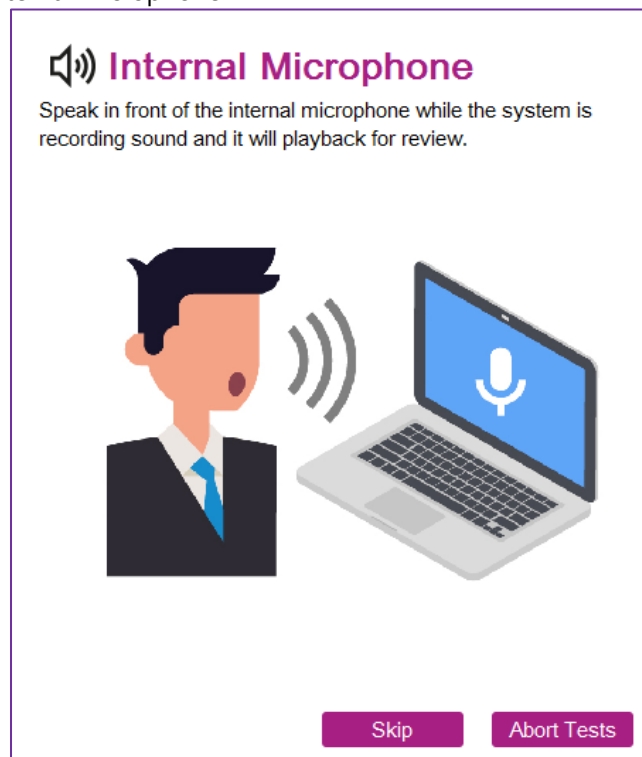 Internal Microphone
Speak in front of the internal microphone while the system is
recording sound and it will playback for review.
Skip
Abort Tests